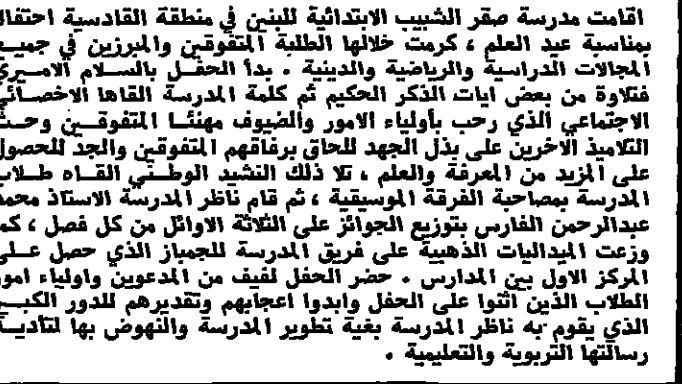 اقامت مدرسة صقر الشبيب الابتدائية للبنين في منطقة القادسية احتفالا
بمناسبة عيد العلم ، كرمت خلالها الطلبة المتفوقين والمبرزين في جميع
المجالات الدراسية والرياضية والدينية . بدأ الحفل بالسلام الاميري
فتلاوة من بعض ايات الذكر الحكيم ثم كلمة المدرسة القاها الاخصائي
الاجتماعي الذي رحب بأولياء الامور والضيوف مهنئا المتفوقين وحث
التلاميذ الاخرين على بذل الجهد للحاق برفاقهم المتفوقين والجد للحصول
على المزيد من المعرفة والعلم ، تلا ذلك النشيد الوطني القاه طلاب
المدرسة بمصاحبة الفرقة الموسيقية ، ثم قام ناظر المدرسة الاستاذ محمد
عبدالرحمن الفارس بتوزيع الجوائز على الثلاثة الاوائل من كل فصل ، كما
وزعت الميداليات الذهبية على فريق المدرسة للجمباز الذي حصل على
المركز الاول بين المدارس . حضر الحفل لفيف من المدعوين واولياء امور
الطلاب الذين اثنوا على الحفل وابدوا اعجابهم وتقديرهم للدور الكبير
الذي يقوم به ناظر المدرسة بغية تطوير المدرسة والنهوض بها لتأدية
رسالتها التربوية والتعليمية .